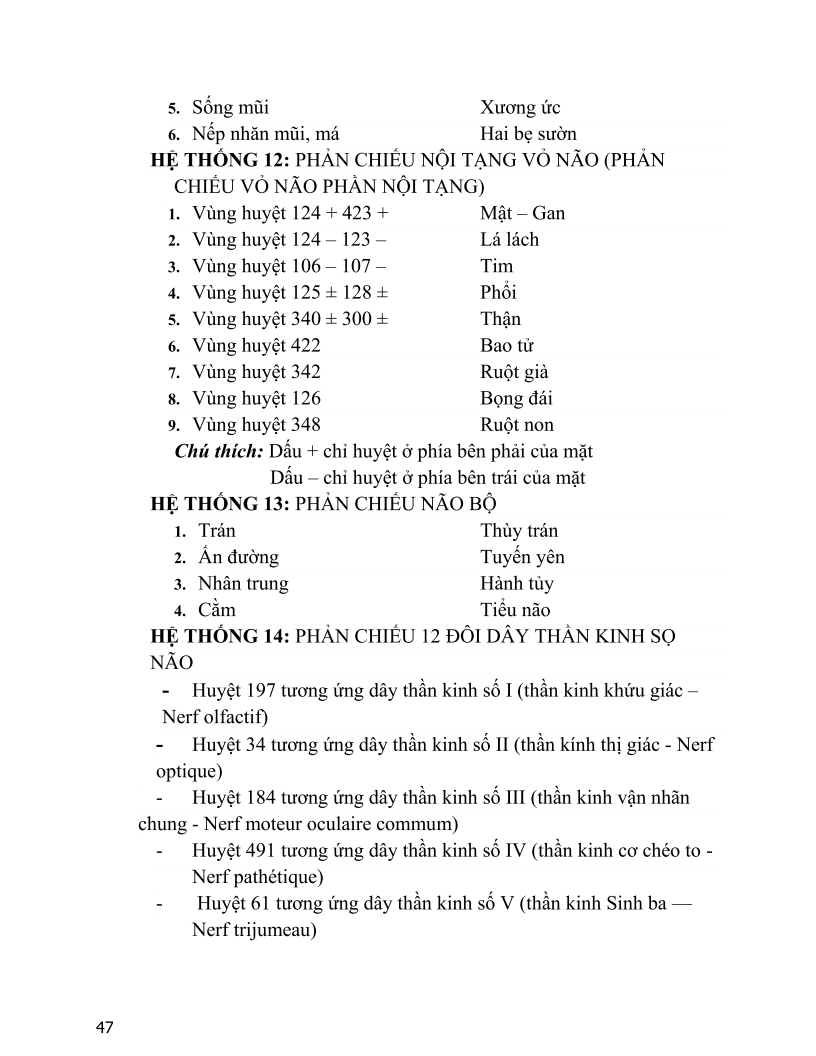 5. Sống mũi Xương ức
6. Nếp nhăn mũi, má Hai bẹ sườn
HỆ THỐNG 12: PHẢN CHIẾU NỘI TẠNG VỎ NÃO (PHẢN
CHIẾU VỎ NÃO PHẦN NỘI TẠNG)
1. Vùng huyệt 124 + 423 + Mật – Gan
2. Vùng huyệt 124 – 123 – Lá lách
3. Vùng huyệt 106 – 107 – Tim
4. Vùng huyệt 125 ± 128 ± Phổi
5. Vùng huyệt 340 ± 300 ± Thận
6. Vùng huyệt 422 Bao tử
7. Vùng huyệt 342 Ruột già
8. Vùng huyệt 126 Bọng đái
9. Vùng huyệt 348 Ruột non
Chú thích: Dấu + chỉ huyệt ở phía bên phải của mặt
Dấu – chỉ huyệt ở phía bên trái của mặt
HỆ THỐNG 13: PHẢN CHIẾU NÃO BỘ
1. Trán Thùy trán
2. Ấn đường Tuyến yên
3. Nhân trung Hành tủy
4. Cằm Tiểu não
HỆ THỐNG 14: PHẢN CHIẾU 12 ĐÔI DÂY THẦN KINH SỌ
NÃO
- Huyệt 197 tương ứng dây thần kinh số I (thần kinh khứu giác –
Nerf olfactif)
- Huyệt 34 tương ứng dây thần kinh số II (thần kính thị giác - Nerf
optique)
- Huyệt 184 tương ứng dây thần kinh số III (thần kinh vận nhãn
chung - Nerf moteur oculaire commum)
- Huyệt 491 tương ứng dây thần kinh số IV (thần kinh cơ chéo to -
Nerf pathétique)
- Huyệt 61 tương ứng dây thần kinh số V (thần kinh Sinh ba —
Nerf trijumeau)
47